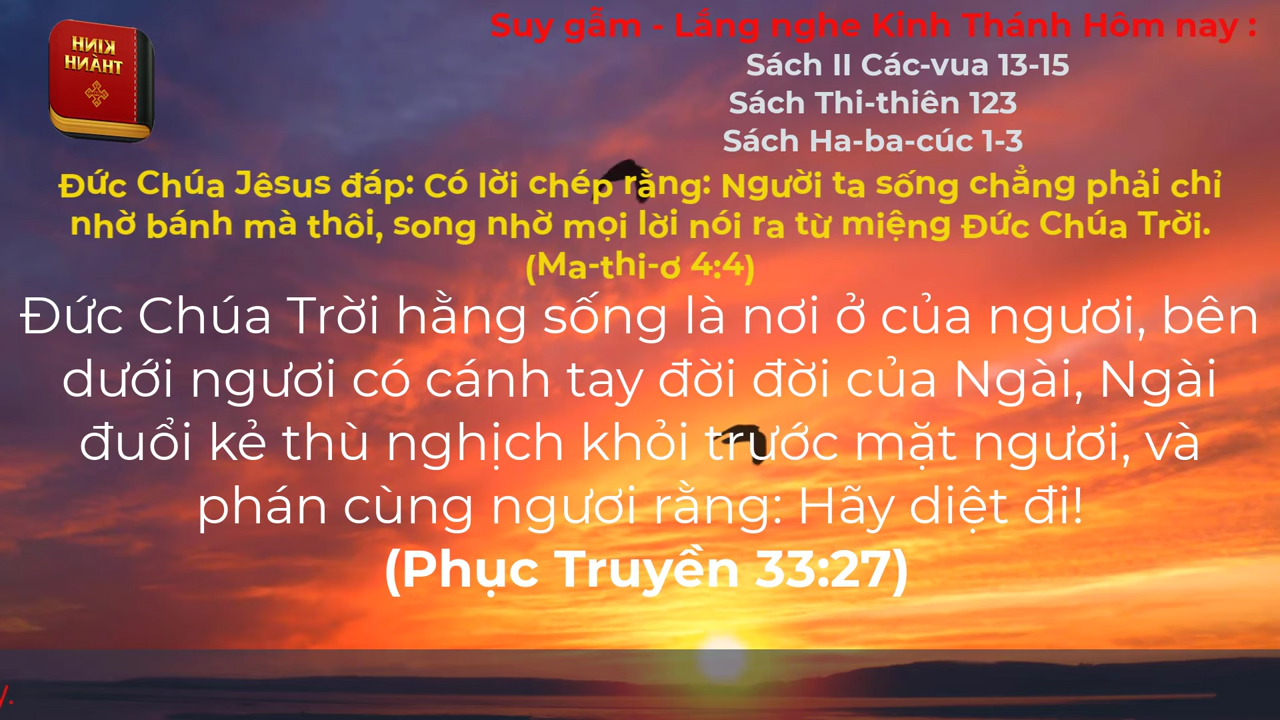 Suy gẫm - Lắng nghe Kinh Thánh Hôm nay :
KINH
THÁNH
Sách II Các-vua 13-15
Sách Thi-thiên 123
Sách Ha-ba-cúc 1-3
Đức Chúa Jêsus đáp: Có lời chép rằng: Người ta sống chẳng phải chỉ
nhờ bánh mà thôi, song nhờ mọi lời nói ra từ miệng Đức Chúa Trời.
(Ma-thi-ơ 4:4)
Đức Chúa Trời hằng sống là nơi ở của ngươi, bên
dưới ngươi có cánh tay đời đời của Ngài, Ngài
đuổi kẻ thù nghịch khỏi trước mặt ngươi, và
phán cùng ngươi rằng: Hãy diệt đi!
(Phục Truyền 33:27)